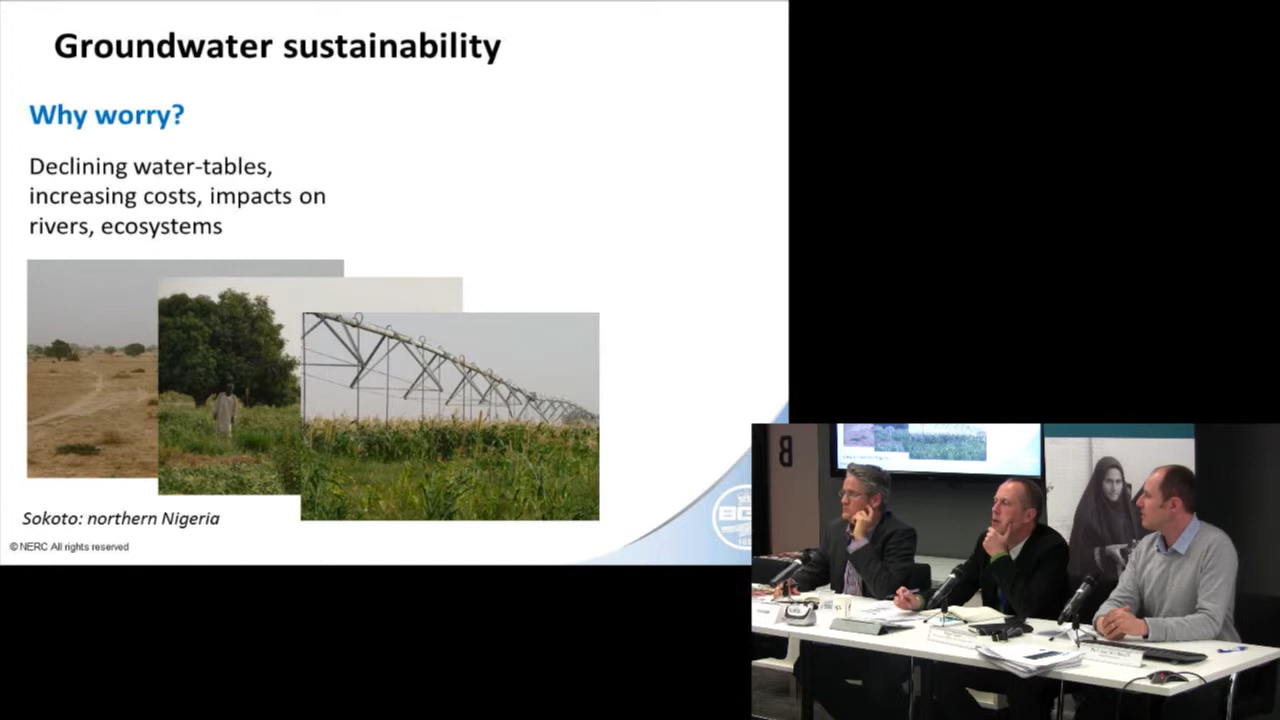 Groundwater sustainability
Why worry?
Declining water-tables,
increasing costs, impacts on
rivers, ecosystems
Sokoto: northern Nigeria
© NERC All rights reserved